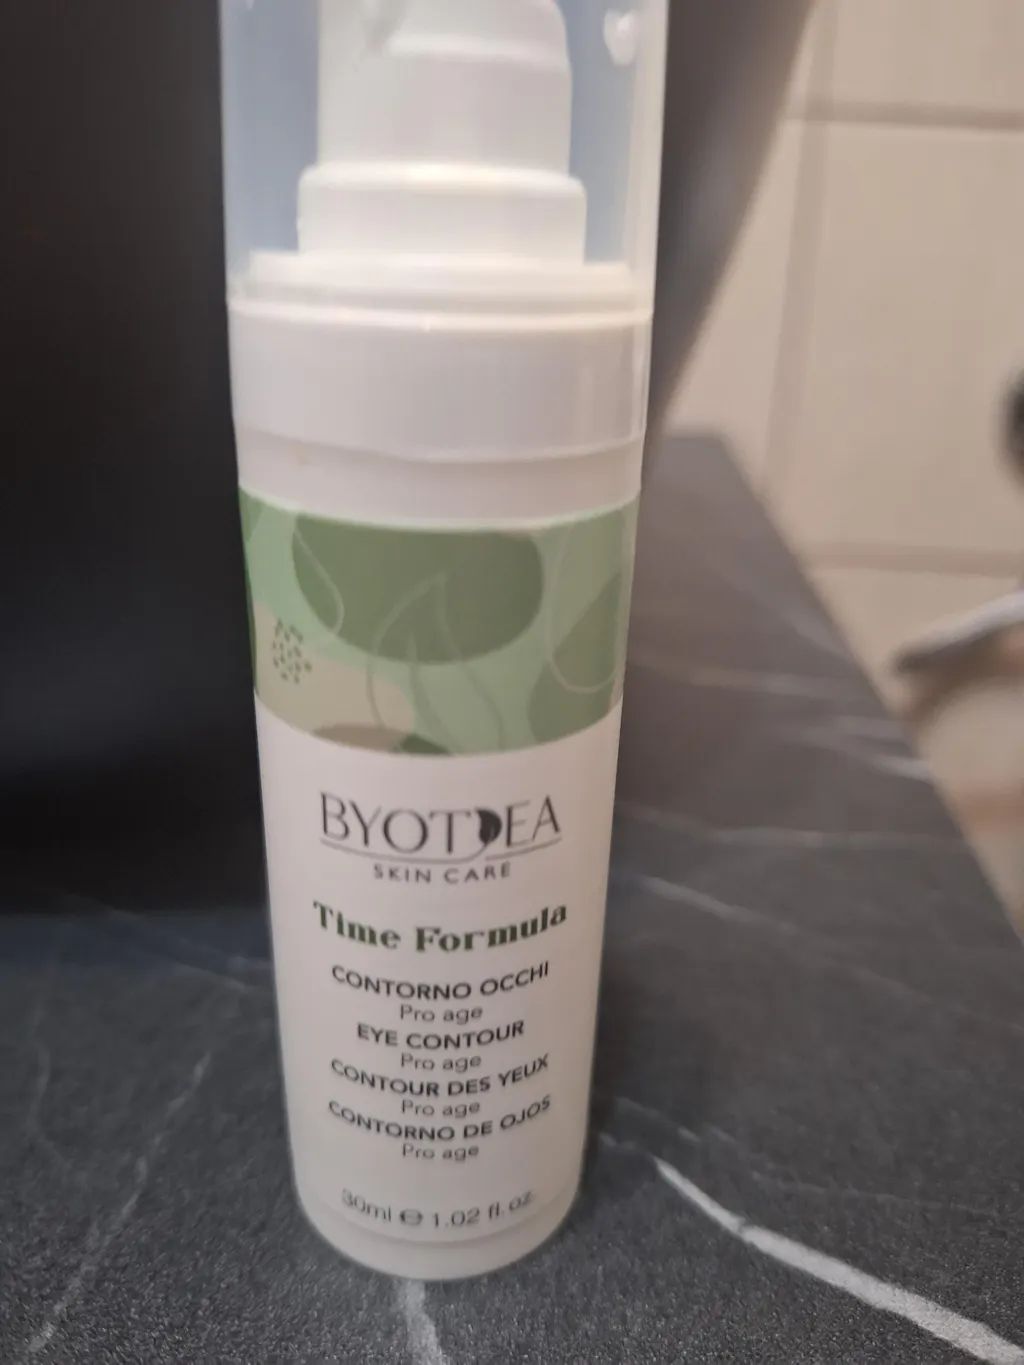 BYOTDEA
SKIN CARE
Time Formula
CONTORNO OCCHI
Pro age
EYE CONTOUR
Pro age
CONTOUR DES YEUX
Pro age
CONTORNO DE OJOS
Pro age
30ml ℮ 1.02 fl. oz.